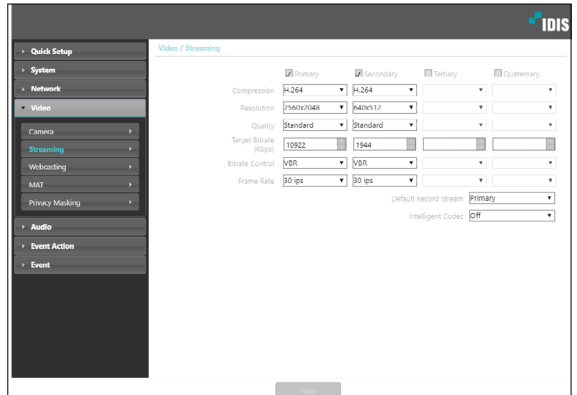 IDIS
Quick Setup
System
Network
Video
Camera
Streaming
Webcasting
MAT
Privacy Masking
Audio
Event Action
Event
Video / Streaming
Primary Secondary Tertiary Quaternary
Compression H.264 H.264
Resolution 2560x2048 640x512
Quality Standard Standard
Target Bitrate
(Kbps) 10922 ... 1944 ... ... ...
Bitrate Control VBR VBR
Frame Rate 30 ips 30 ips
Default Record Stream Primary
Intelligent Codec Off